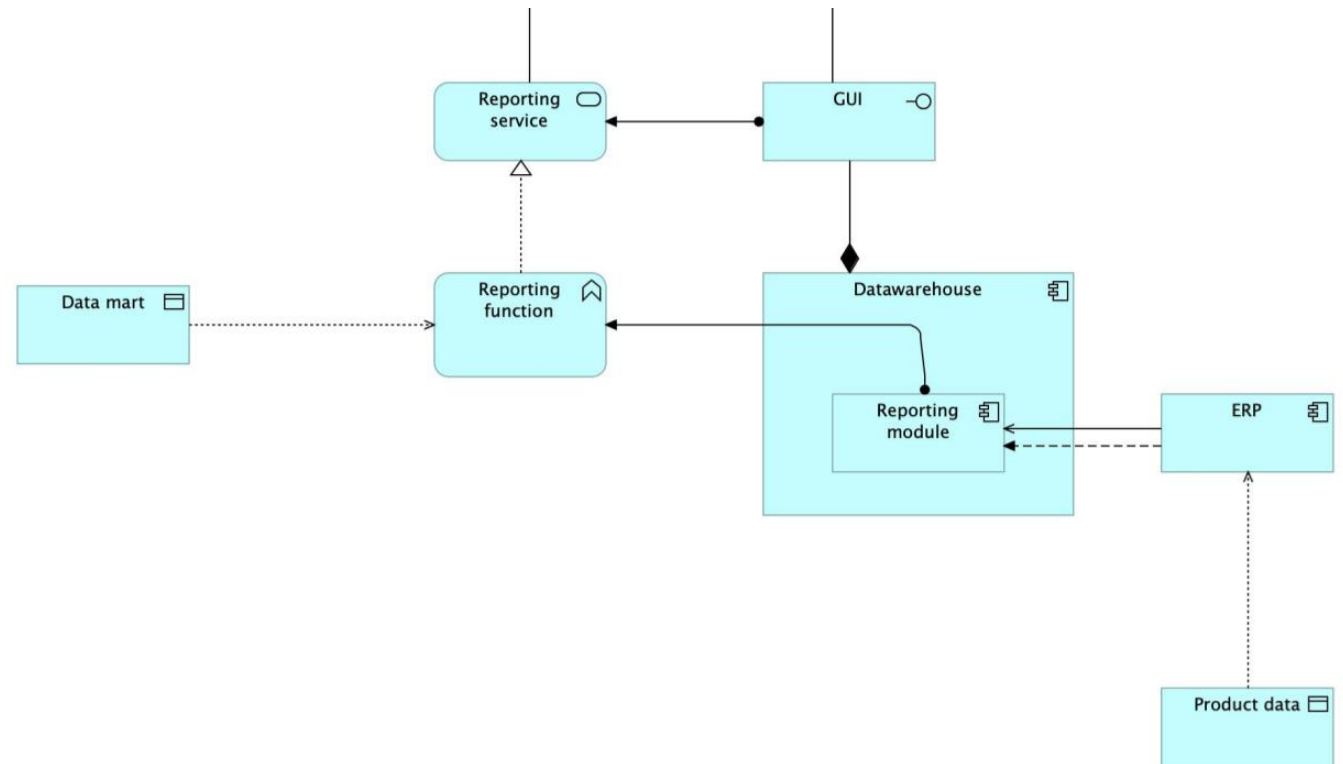 Reporting
service
GUI
Data mart
Reporting
function
Datawarehouse
Reporting
module
ERP
Product data